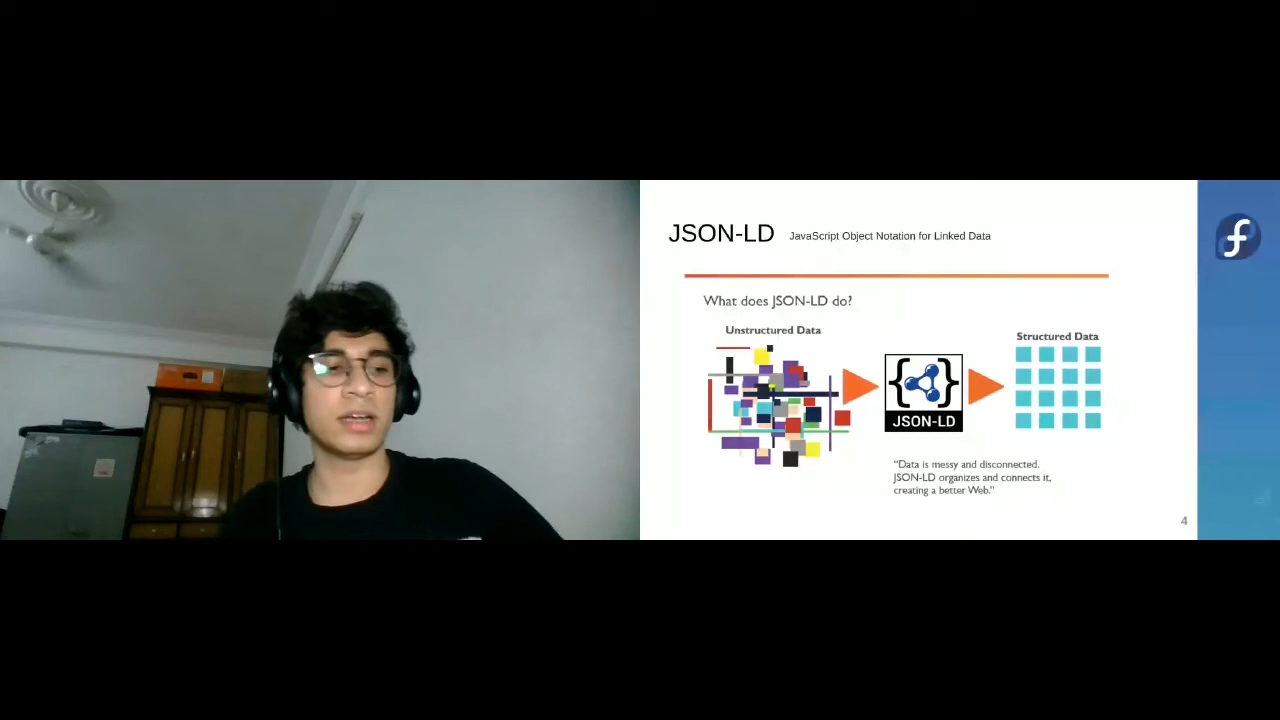 JSON-LD JavaScript Object Notation for Linked Data
What does JSON-LD do?
Unstructured Data
Structured Data
JSON-LD
“Data is messy and disconnected.
JSON-LD organizes and connects it,
creating a better Web.”
4